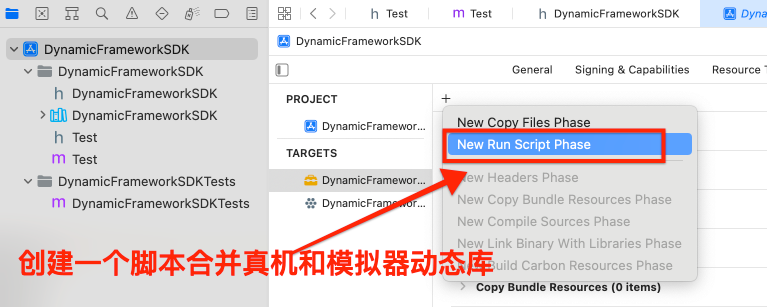 Test
Test
DynamicFrameworkSDK
DynamicFrameworkSDK
DynamicFrameworkSDK
DynamicFrameworkSDK
DynamicFrameworkSDK
DynamicFrameworkSDK
Test
Test
DynamicFrameworkSDKTests
DynamicFrameworkSDKTests
General
Signing & Capabilities
Resource T
PROJECT
DynamicFramewor...
TARGETS
DynamicFramewor...
DynamicFramewor...
New Copy Files Phase
New Run Script Phase
New Headers Phase
New Copy Bundle Resources Phase
New Compile Sources Phase
New Link Binary With Libraries Phase
Build Carbon Resources Phase
Copy Bundle Resources (0 items)
创建一个脚本合并真机和模拟器动态库